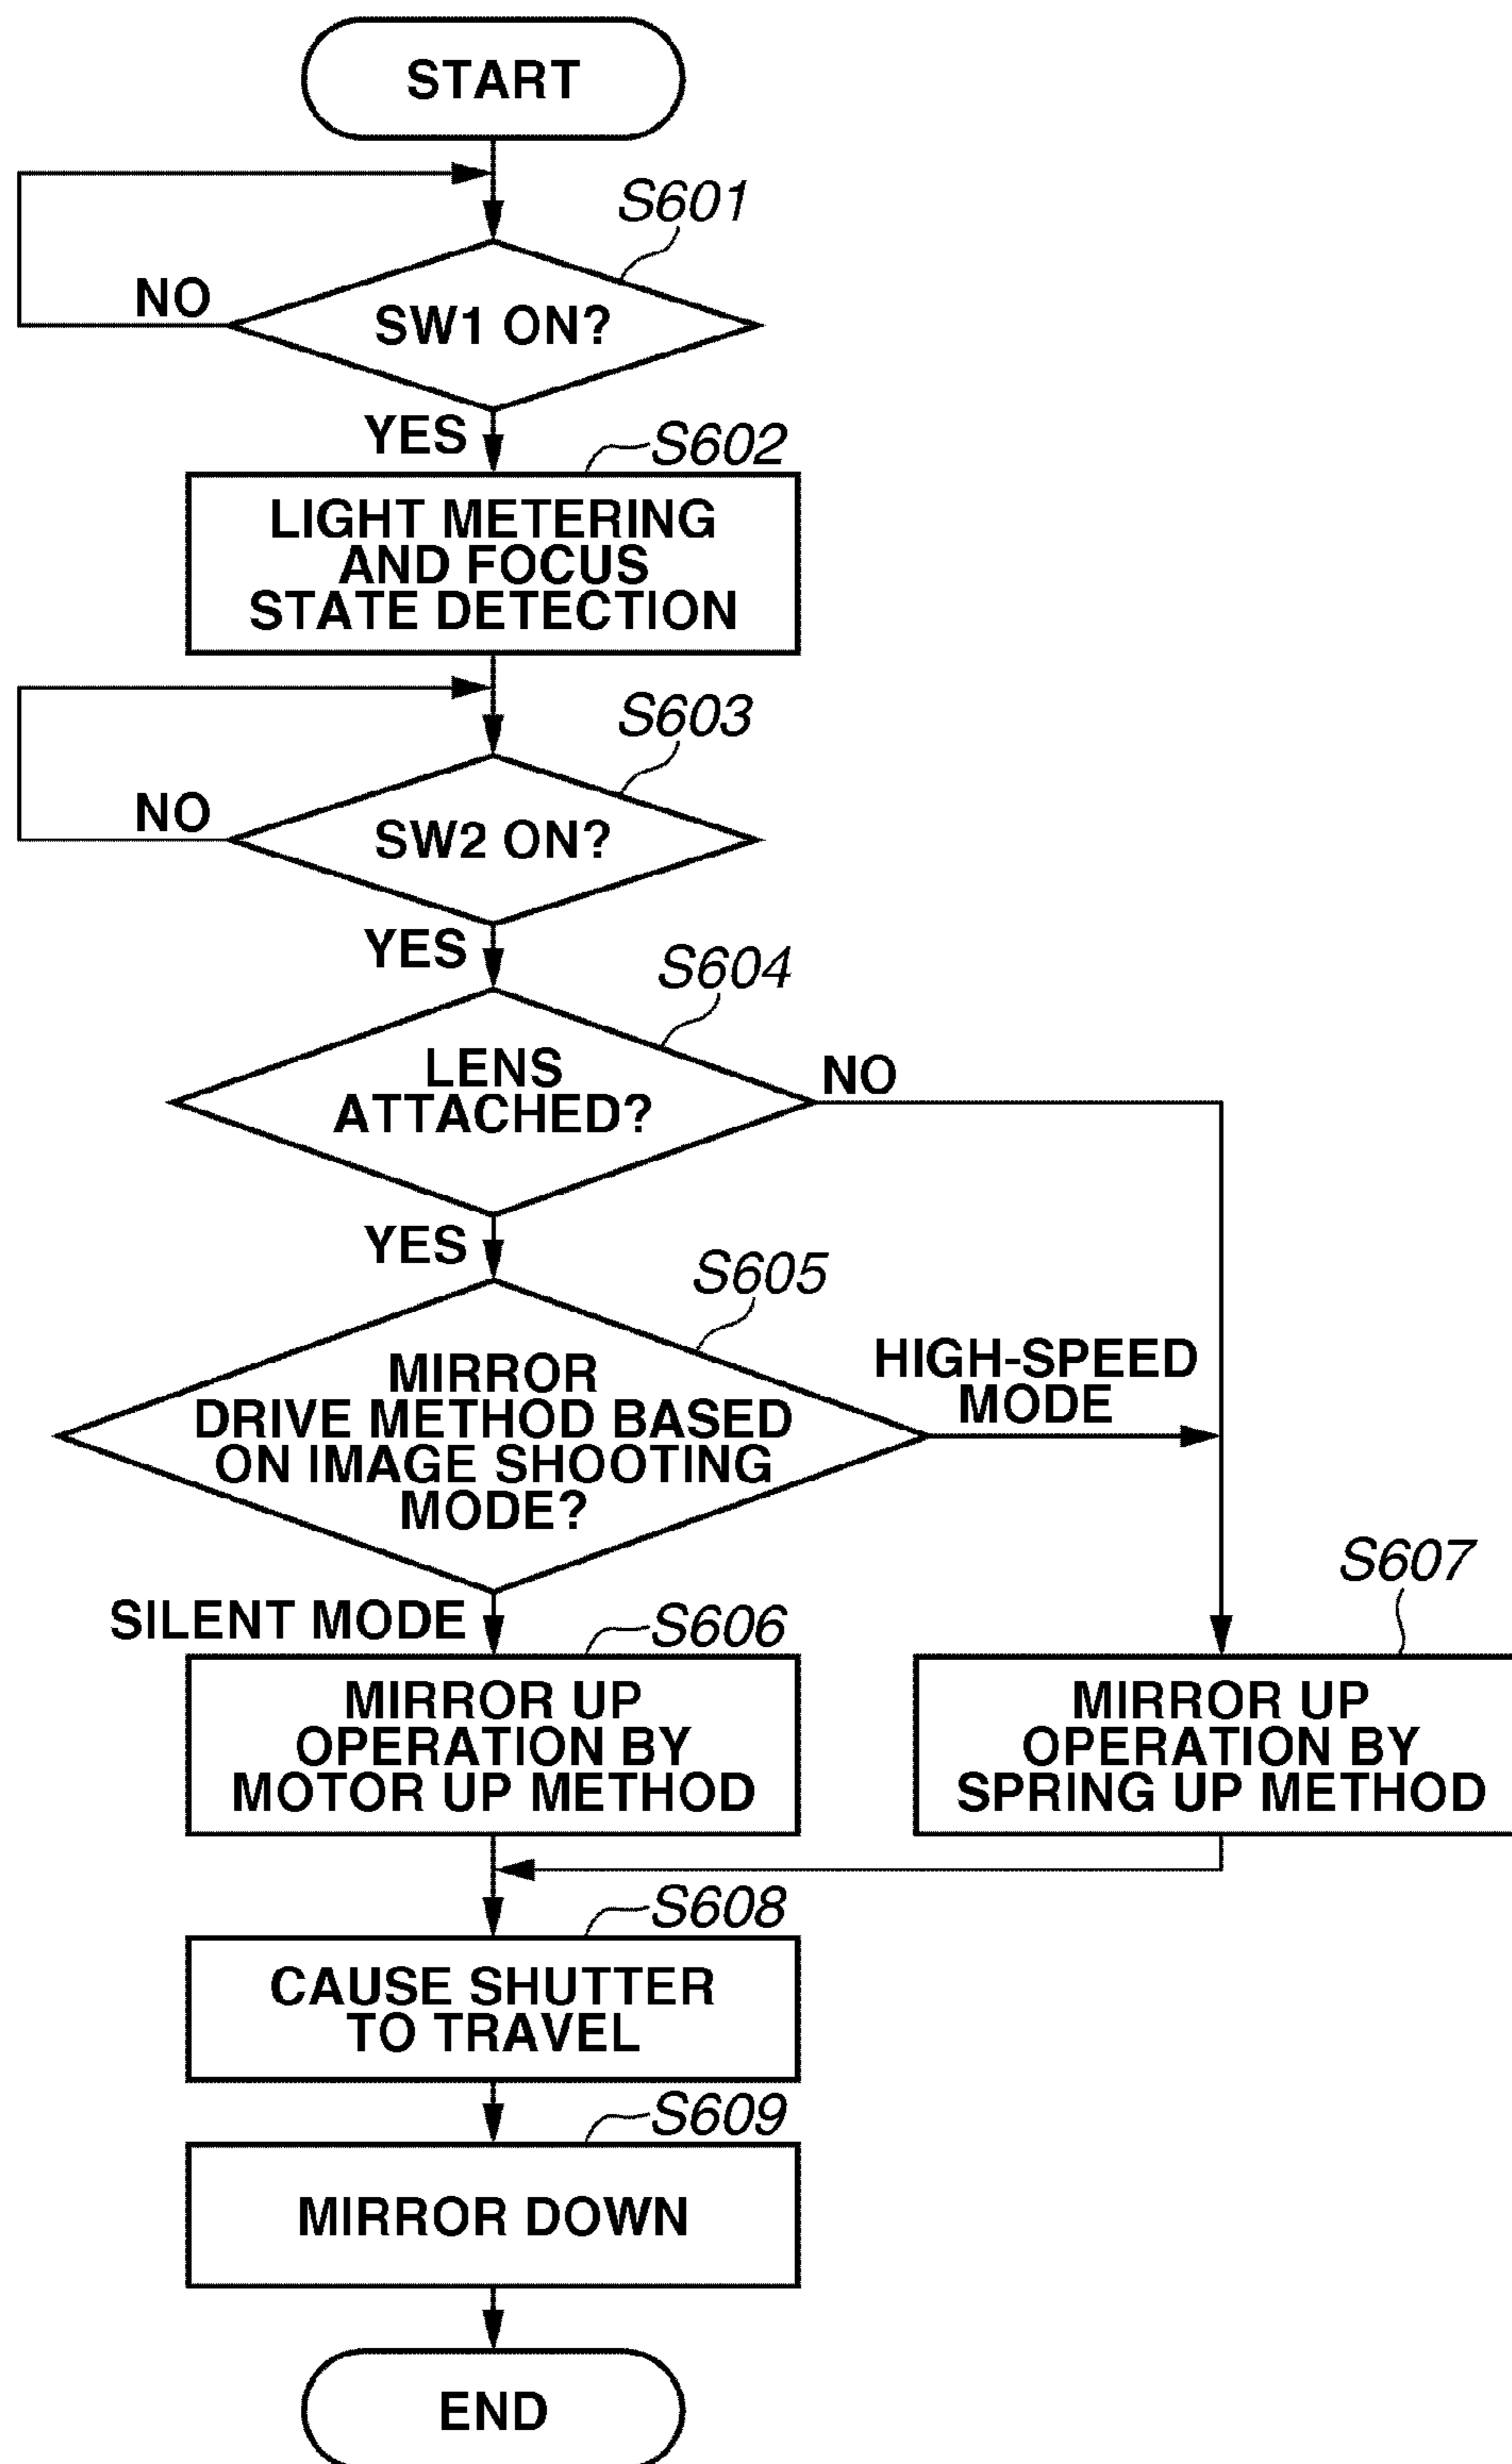 START
S601
NO
SW1 ON?
YES
S602
LIGHT METERING
AND FOCUS
STATE DETECTION
S603
NO
SW2 ON?
YES
S604
LENS
ATTACHED?
NO
YES
S605
MIRROR
DRIVE METHOD BASED
ON IMAGE SHOOTING
MODE?
HIGH-SPEED
MODE
SILENT MODE
S606
MIRROR UP
OPERATION BY
MOTOR UP METHOD
S607
MIRROR UP
OPERATION BY
SPRING UP METHOD
S608
CAUSE SHUTTER
TO TRAVEL
S609
MIRROR DOWN
END